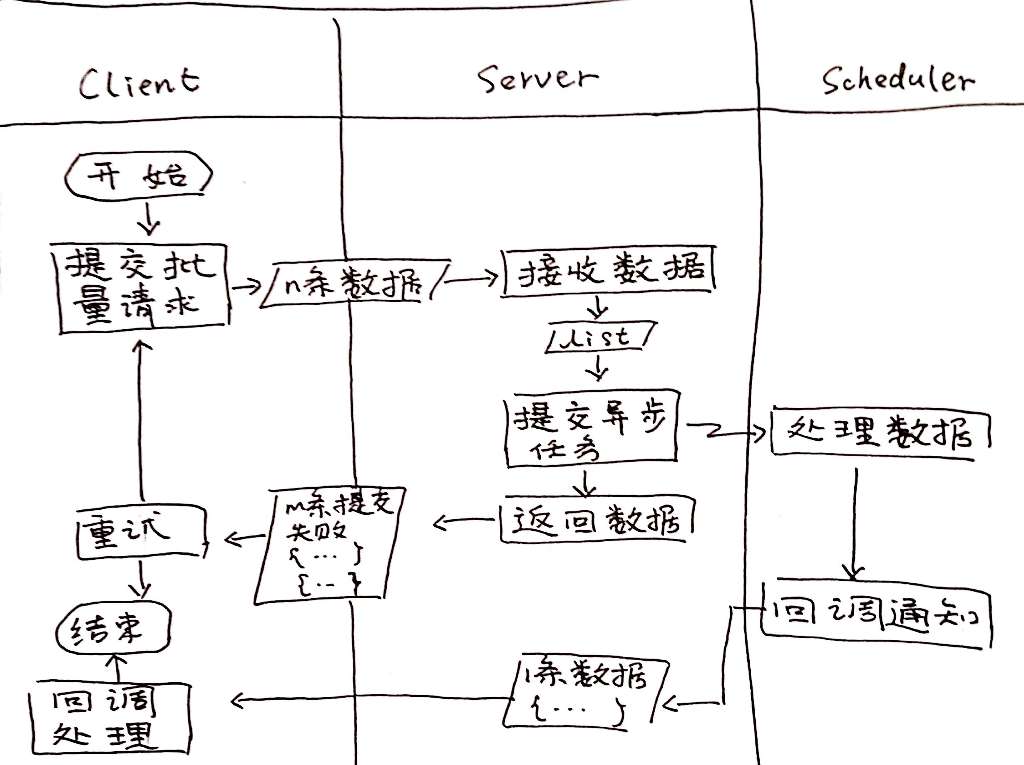 Client
Server
Scheduler
开始
提交批
量请求
n条数据
接收数据
List
提交异步
任务
处理数据
返回数据
m条提交
失败
{ … }
{ … }
重试
结束
回调通知
1条数据
{ … }
回调
处理